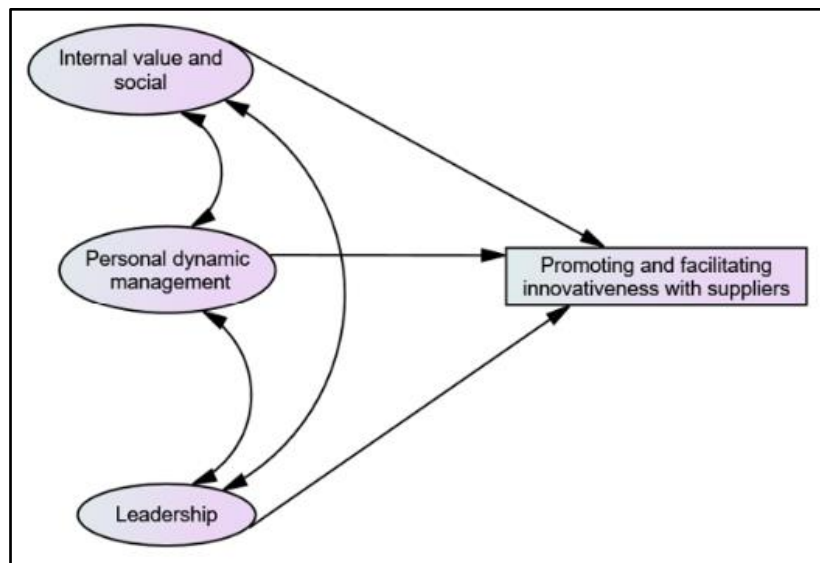 Internal value and
social
Personal dynamic
management
Promoting and facilitating
innovativeness with suppliers
Leadership